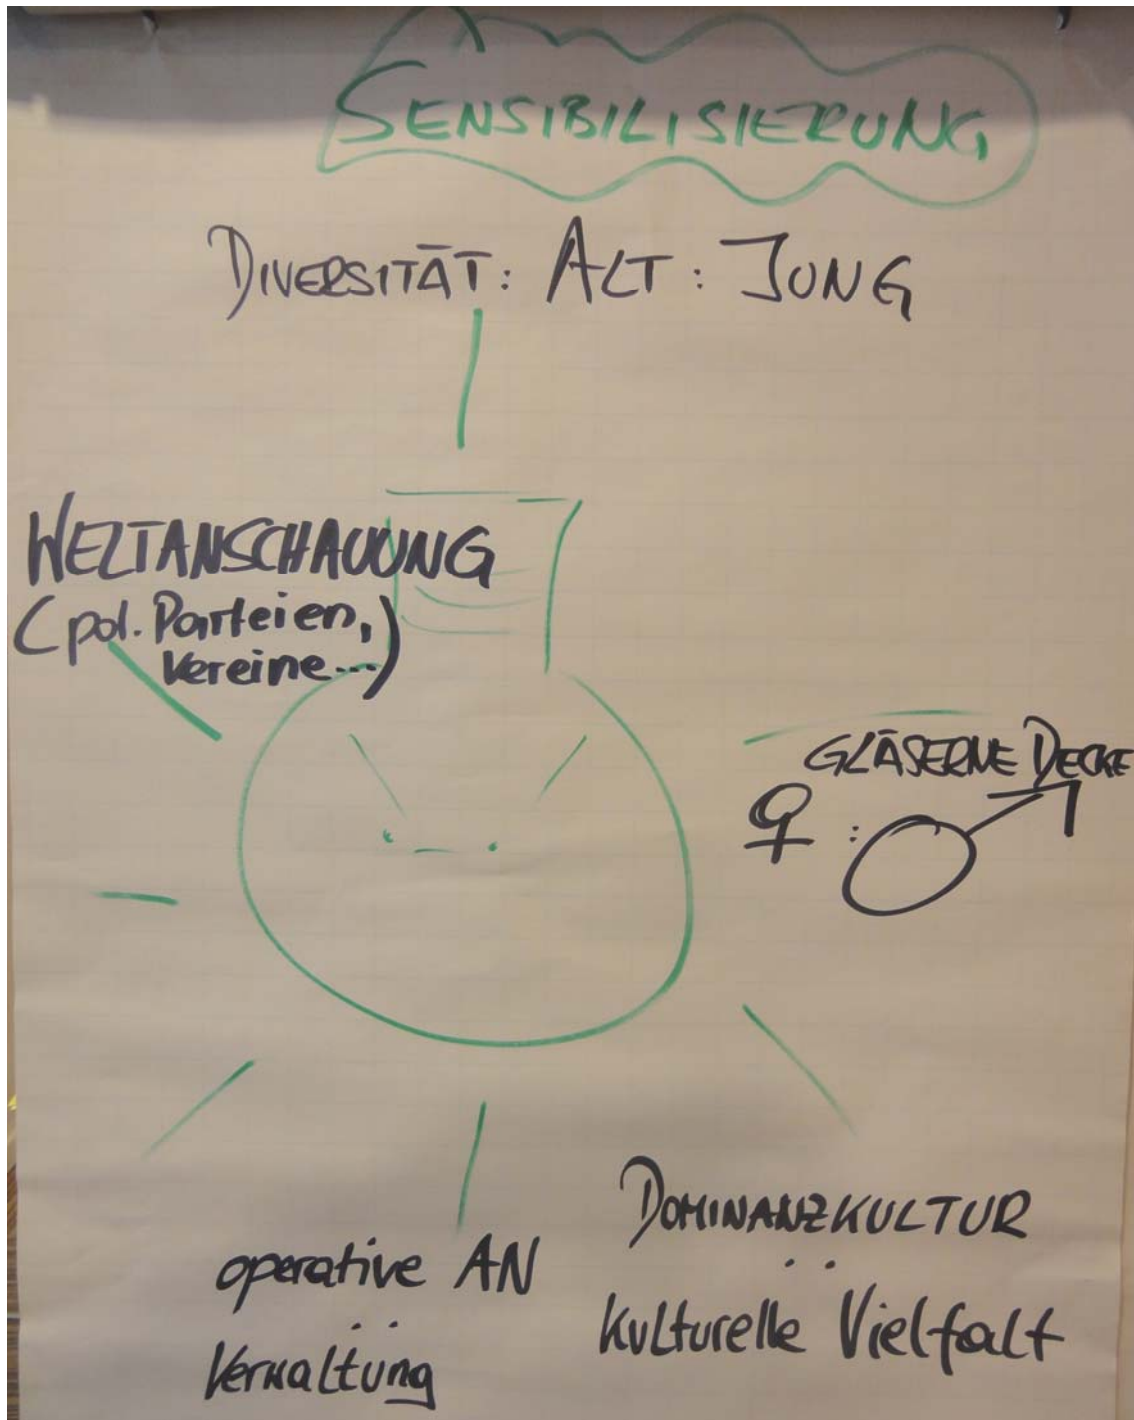 SENSIBILISIERUNG
DIVERSITÄT: ALT : JUNG
WELTANSCHAUUNG
(pol. Parteien,
Vereine...)
GLÄSERNE DECKE
♀ : ♂
DOMINANZKULTUR
..
kulturelle Vielfalt
operative AN
..
Verwaltung